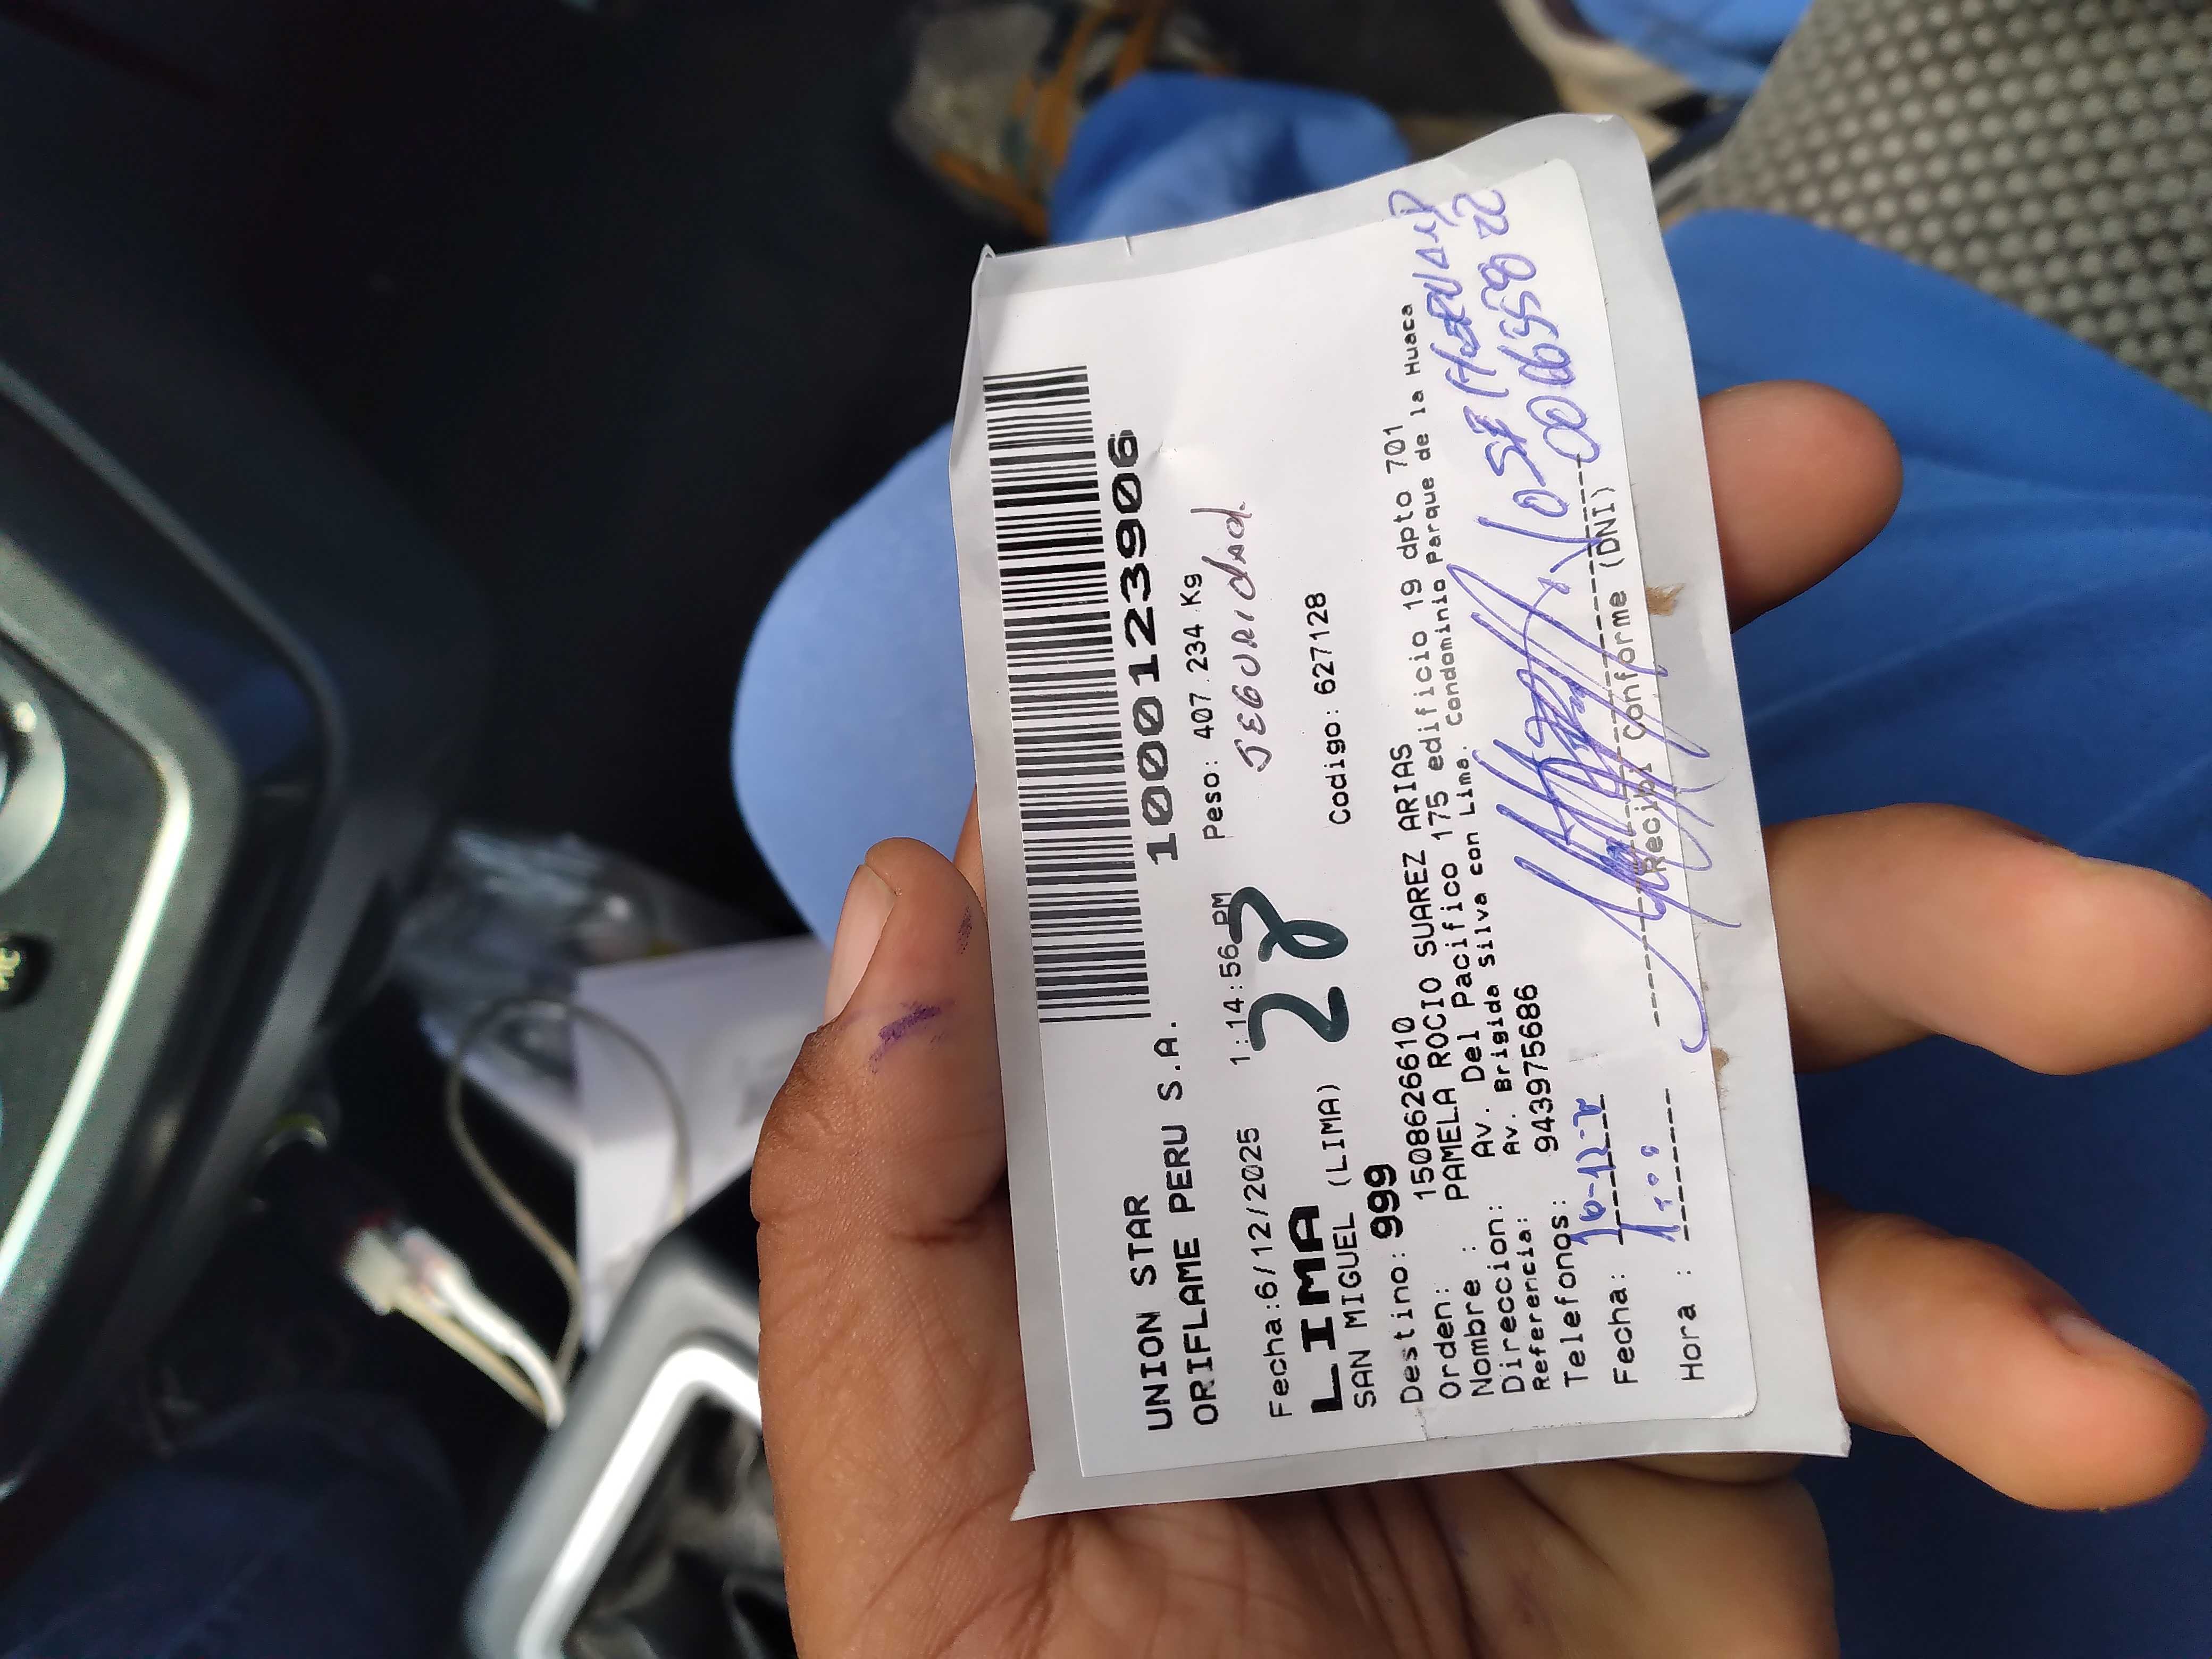 UNION STAR
ORIFLAME PERU S.A.
1000123906
Fecha:6/12/2025 1:14:56 PM Peso: 407.234 Kg
LIMA
28
SEGURIDAD
SAN MIGUEL (LIMA) Codigo: 627128
Destino: 999
Orden: 1508626610
Nombre : PAMELA ROCIO SUAREZ ARIAS
Direccion: Av. Del Pacifico 175 edificio 19 dpto 701
Referencia: Av. Brigida silva con Lima. Condominio Parque de la Huaca
Telefonos: 943975686
JOSE
Fecha:
Hora :
Recibi Conforme (DNI)